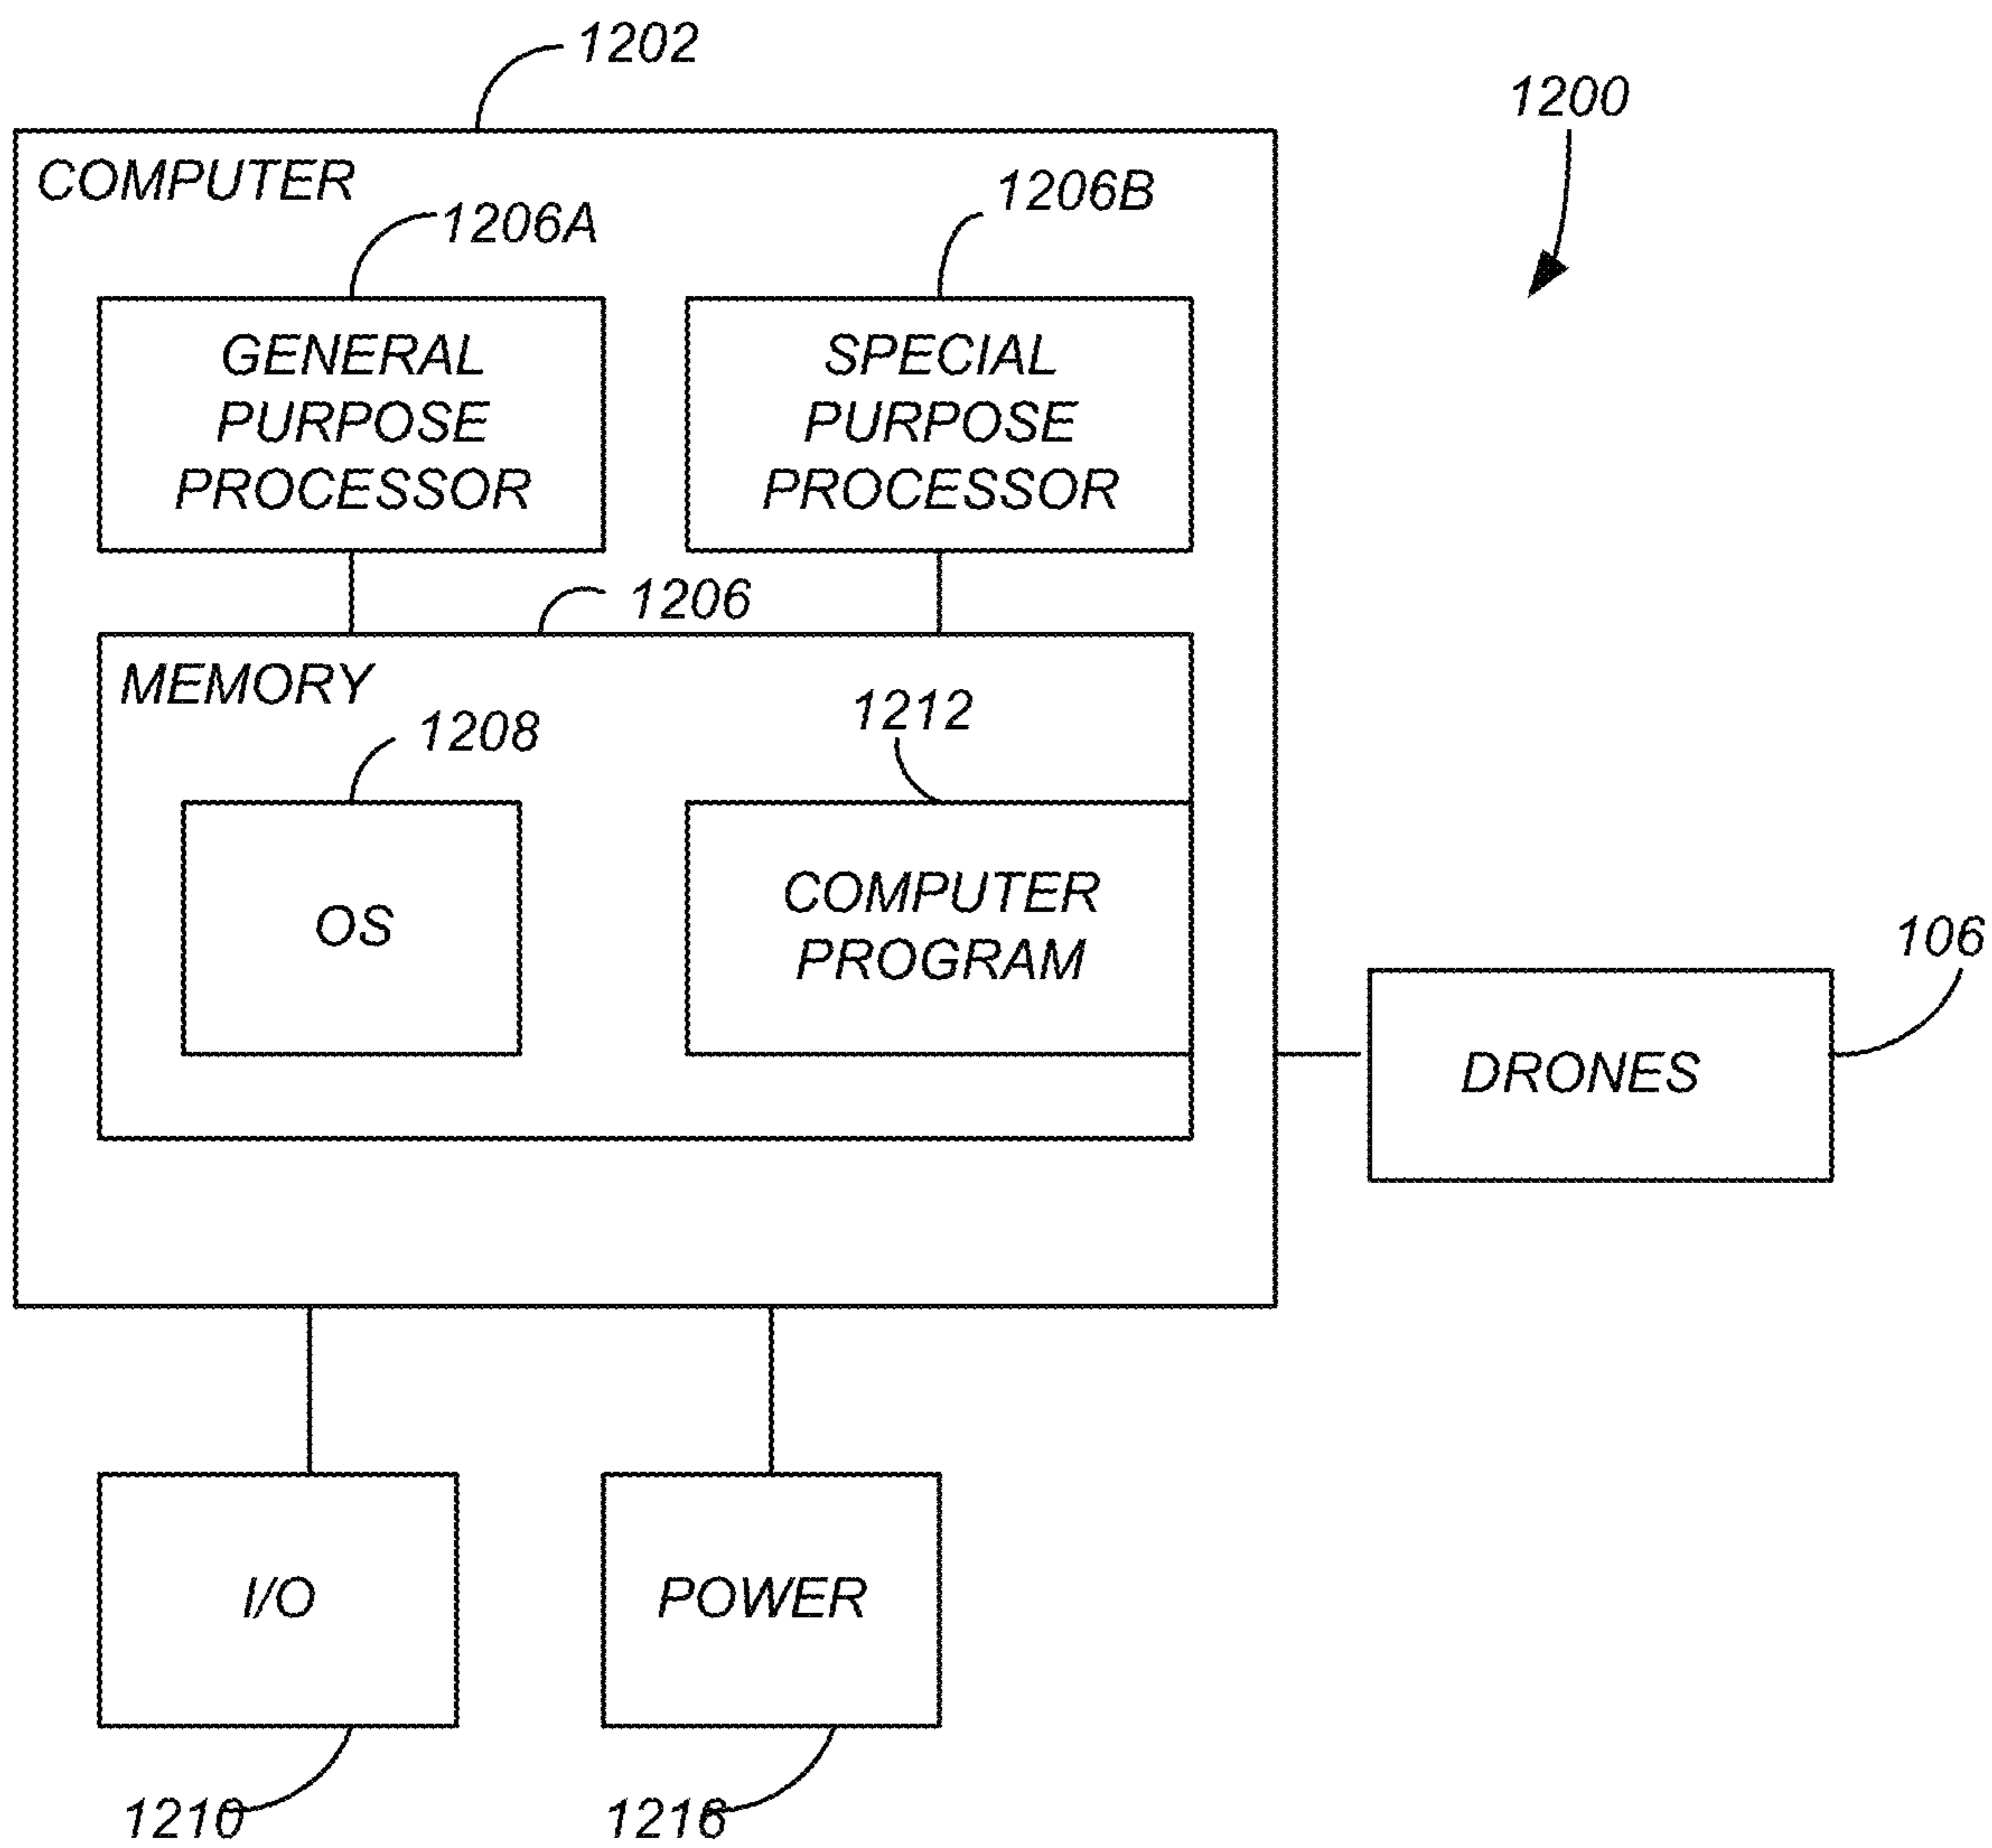 1202
1200
COMPUTER
1206A
1206B
GENERAL
PURPOSE
PROCESSOR
SPECIAL
PURPOSE
PROCESSOR
1206
MEMORY
1208
1212
OS
COMPUTER
PROGRAM
106
DRONES
I/O
POWER
1210
1216